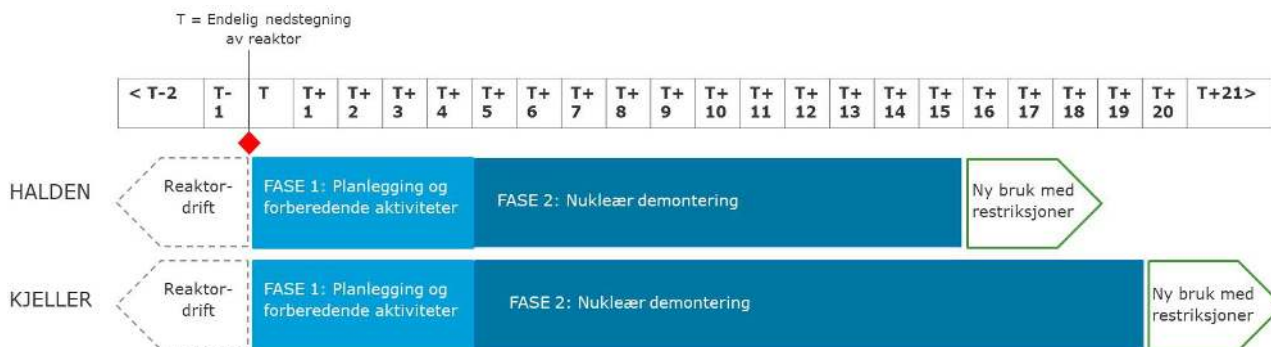 T = Endelig nedstegning
av reaktor
< T-2 T- T T+ T+ T+ T+ T+ T+ T+ T+ T+ T+ T+ T+ T+ T+ T+ T+ T+ T+ T+ T+ T+21>
1 1 2 3 4 5 6 7 8 9 10 11 12 13 14 15 16 17 18 19 20
HALDEN
Reaktor-
drift
FASE 1: Planlegging og
forberedende aktiviteter
FASE 2: Nukleær demontering
Ny bruk med
restriksjoner
KJELLER
Reaktor-
drift
FASE 1: Planlegging og
forberedende aktiviteter
FASE 2: Nukleær demontering
Ny bruk med
restriksjoner